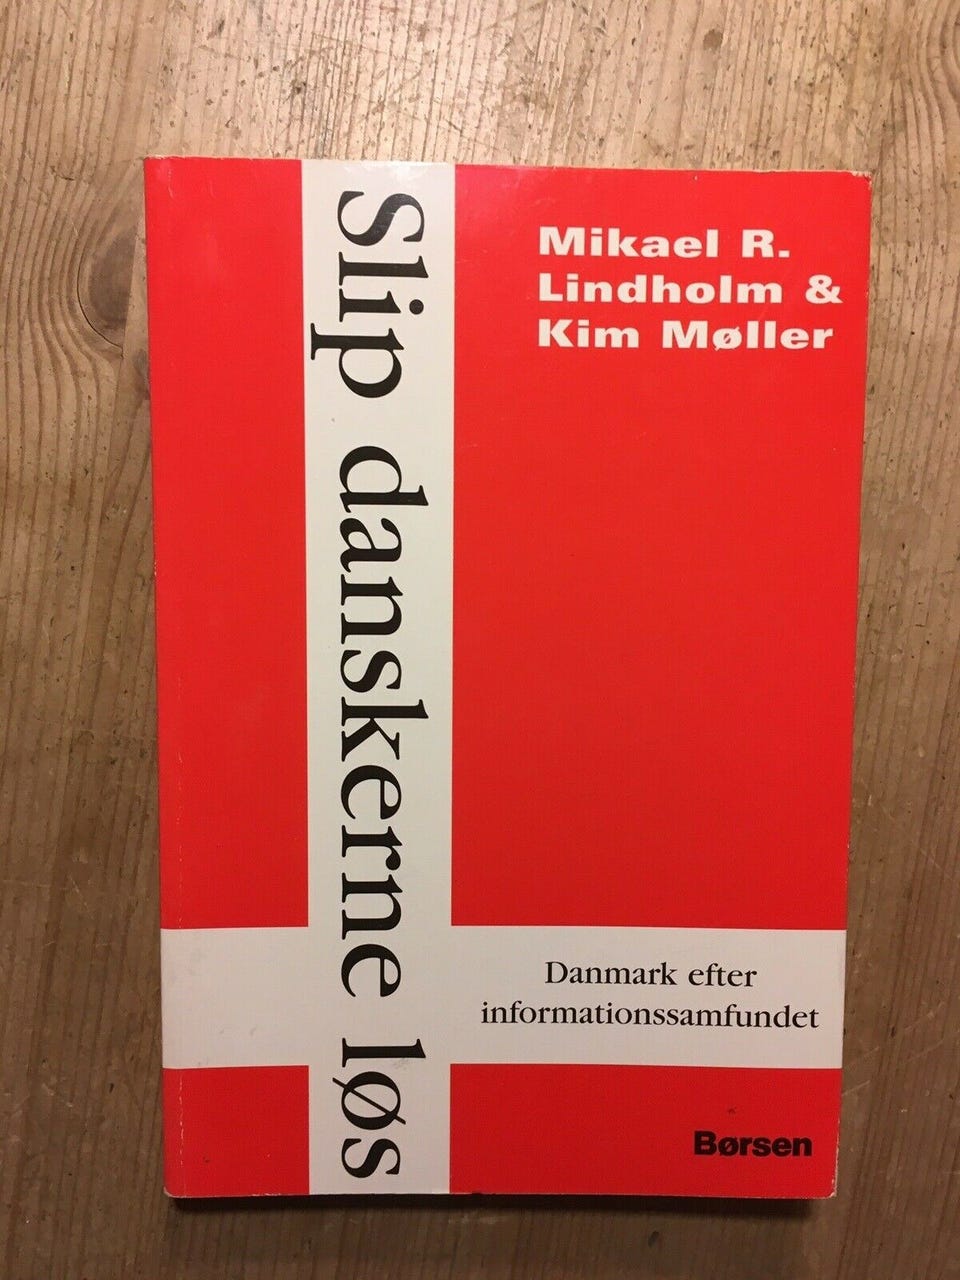 Mikael R.
Lindholm &
Kim Møller
Slip danskerne løs
Danmark efter
informationssamfundet
Børsen